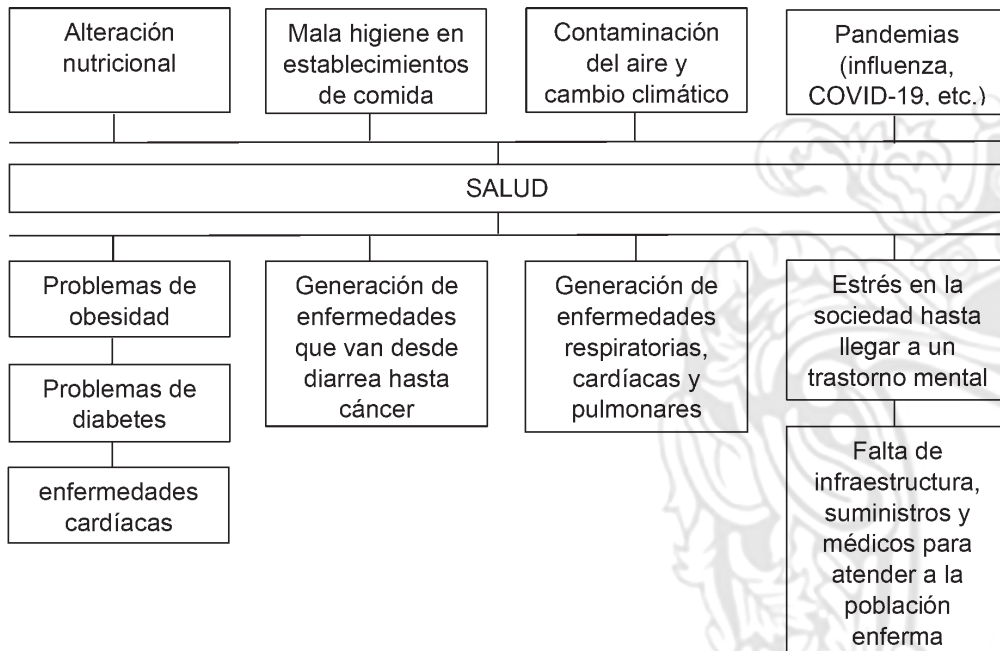 Alteración
nutricional
Mala higiene en
establecimientos
de comida
Contaminación
del aire y
cambio climático
Pandemias
(influenza,
COVID-19, etc.)
SALUD
Problemas de
obesidad
Problemas de
diabetes
enfermedades
cardíacas
Generación de
enfermedades
que van desde
diarrea hasta
cáncer
Generación de
enfermedades
respiratorias,
cardíacas y
pulmonares
Estrés en la
sociedad hasta
llegar a un
trastorno mental
Falta de
infraestructura,
suministros y
médicos para
atender a la
población
enferma